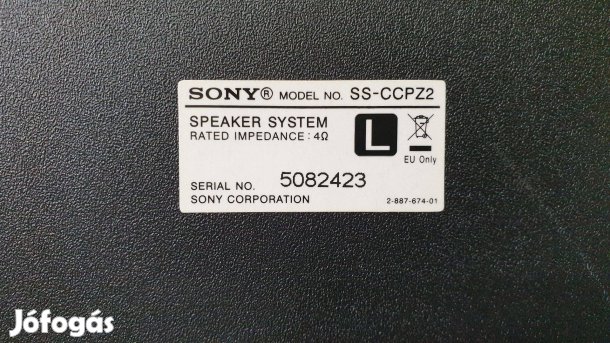 SONY® MODEL NO. SS-CCPZ2
SPEAKER SYSTEM
RATED IMPEDANCE: 4Ω
L
EU Only
SERIAL NO. 5082423
SONY CORPORATION
2-887-674-01
Jófogás